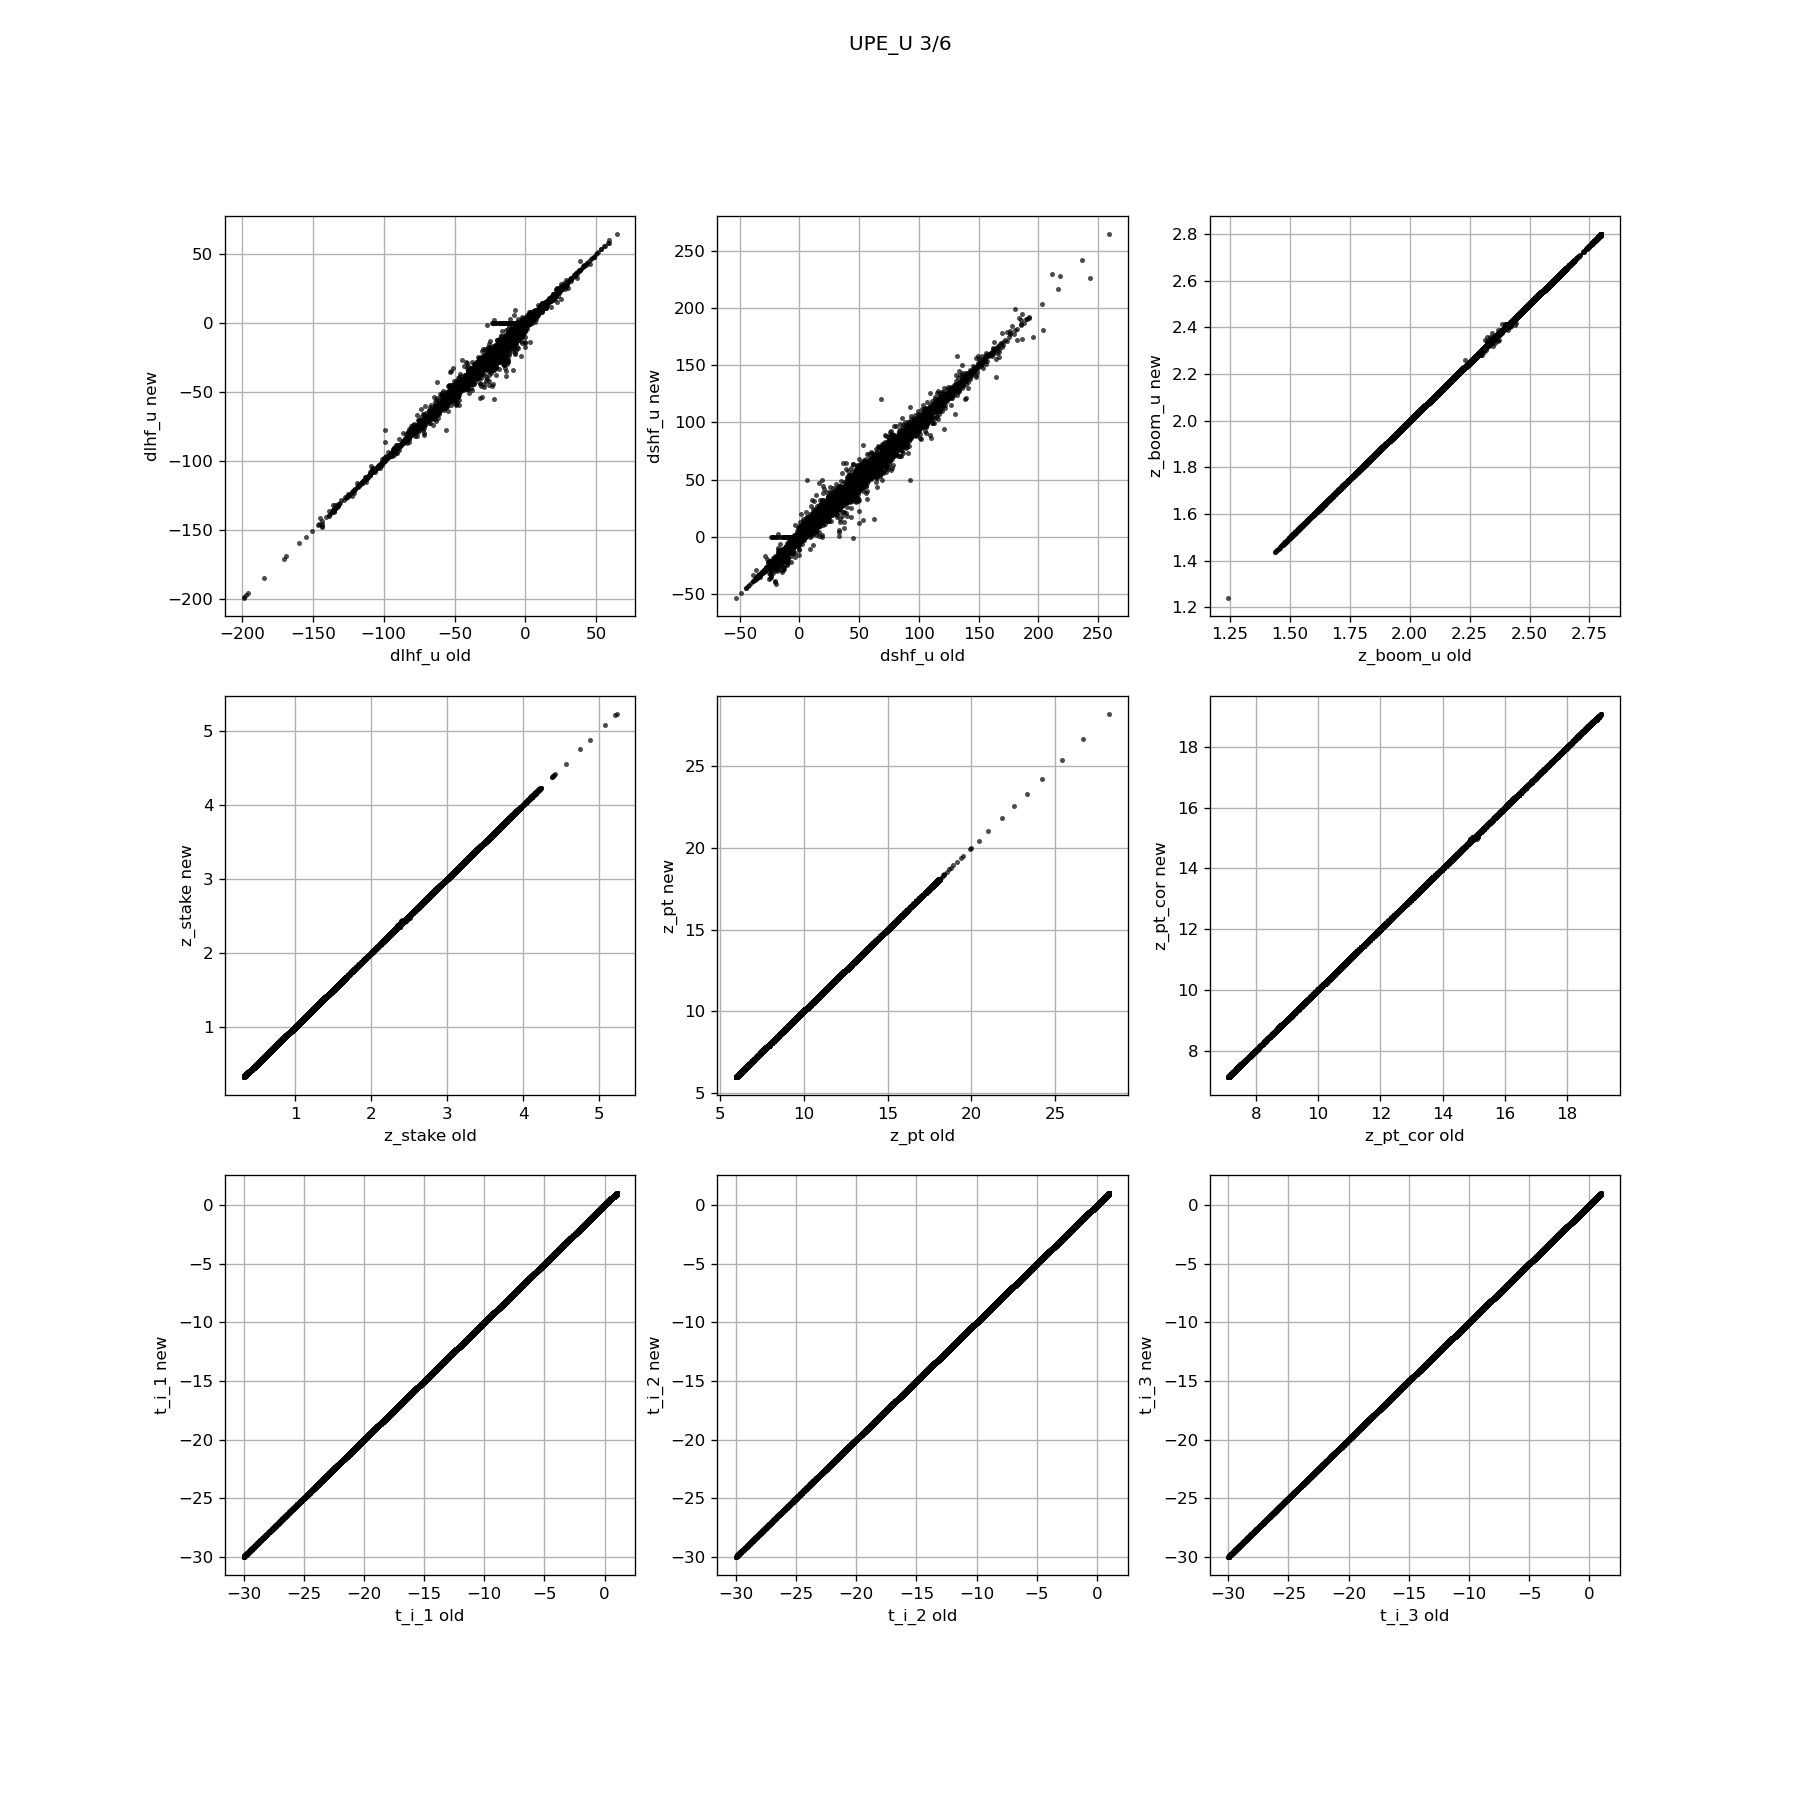 UPE_U 3/6
50
0
−50
−100
−150
−200
dlhf_u new
−200 −150 −100 −50 0 50
dlhf_u old
250
200
150
100
50
0
−50
dshf_u new
−50 0 50 100 150 200 250
dshf_u old
2.8
2.6
2.4
2.2
2.0
1.8
1.6
1.4
1.2
z_boom_u new
1.25 1.50 1.75 2.00 2.25 2.50 2.75
z_boom_u old
5
4
3
2
1
z_stake new
1 2 3 4 5
z_stake old
25
20
15
10
5
z_pt new
5 10 15 20 25
z_pt old
18
16
14
12
10
8
z_pt_cor new
8 10 12 14 16 18
z_pt_cor old
0
−5
−10
−15
−20
−25
−30
t_i_1 new
−30 −25 −20 −15 −10 −5 0
t_i_1 old
0
−5
−10
−15
−20
−25
−30
t_i_2 new
−30 −25 −20 −15 −10 −5 0
t_i_2 old
0
−5
−10
−15
−20
−25
−30
t_i_3 new
−30 −25 −20 −15 −10 −5 0
t_i_3 old